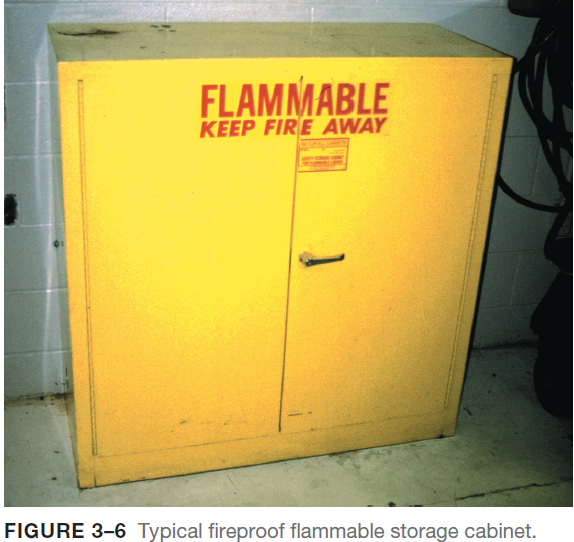 FLAMMABLE
KEEP FIRE AWAY
FIGURE 3–6 Typical fireproof flammable storage cabinet.